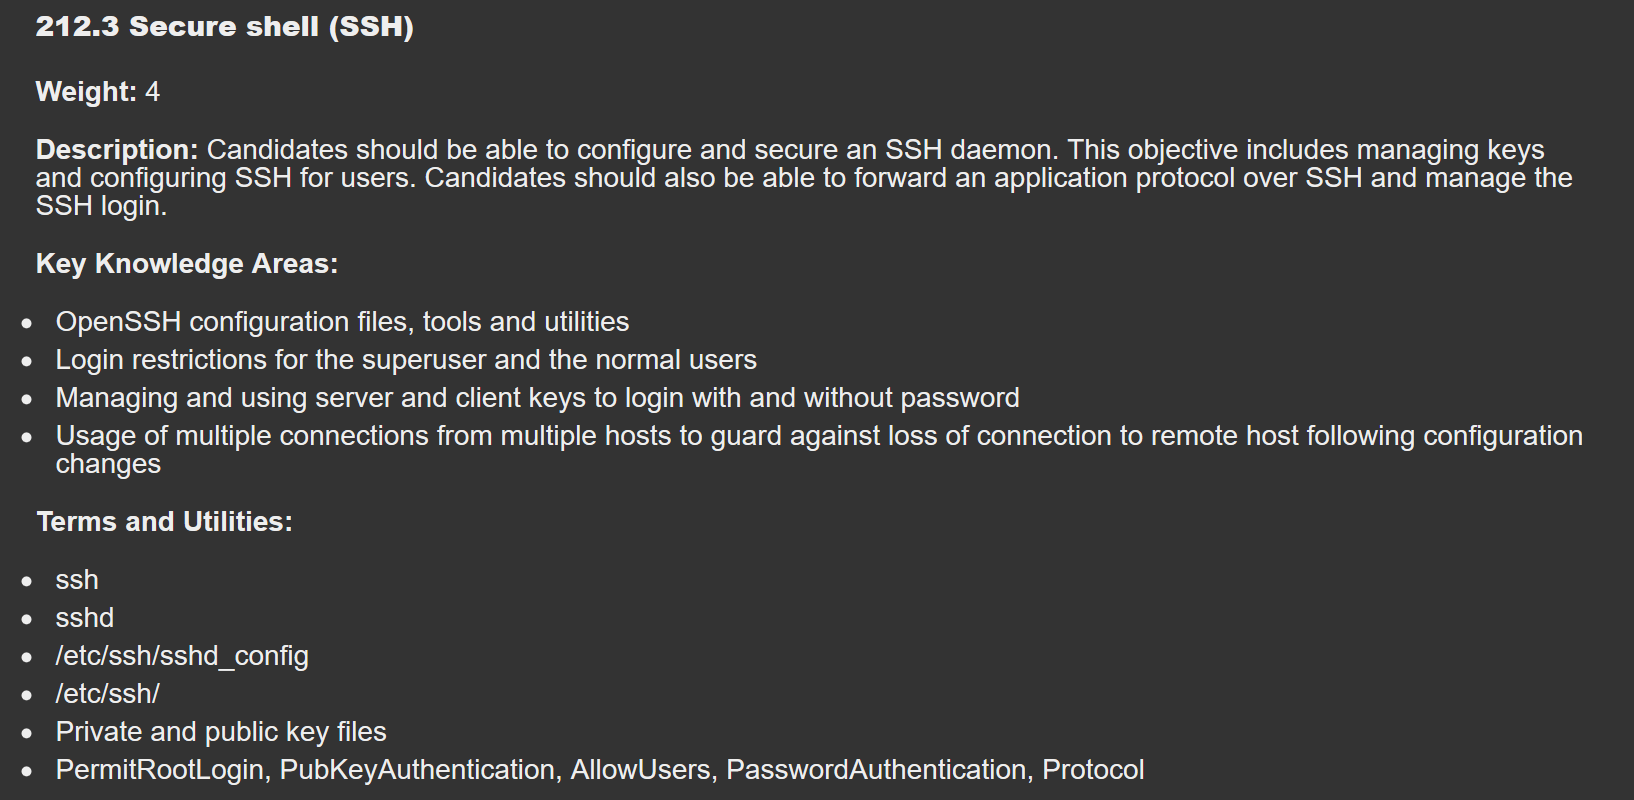 212.3 Secure shell (SSH)
Weight: 4
Description: Candidates should be able to configure and secure an SSH daemon. This objective includes managing keys
and configuring SSH for users. Candidates should also be able to forward an application protocol over SSH and manage the
SSH login.
Key Knowledge Areas:
• OpenSSH configuration files, tools and utilities
• Login restrictions for the superuser and the normal users
• Managing and using server and client keys to login with and without password
• Usage of multiple connections from multiple hosts to guard against loss of connection to remote host following configuration
changes
Terms and Utilities:
• ssh
• sshd
• /etc/ssh/sshd_config
• /etc/ssh/
• Private and public key files
• PermitRootLogin, PubKeyAuthentication, AllowUsers, PasswordAuthentication, Protocol